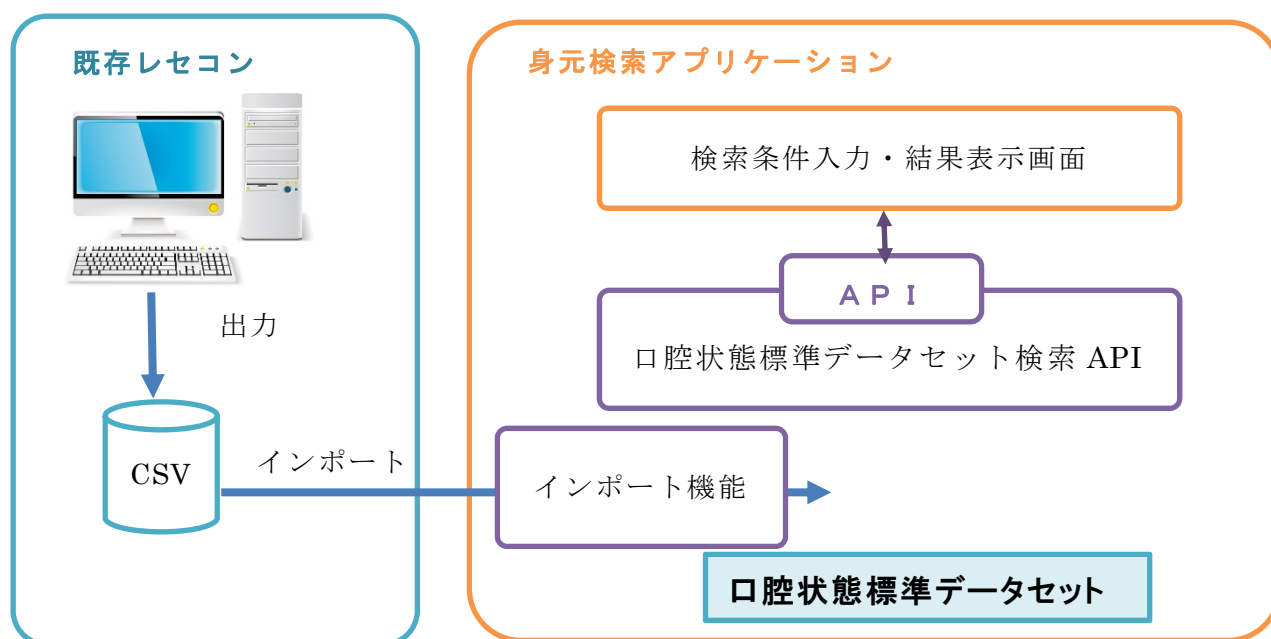 既存レセコン
出力
CSV
インポート
身元検索アプリケーション
検索条件入力・結果表示画面
ＡＰＩ
口腔状態標準データセット検索 API
インポート機能
口腔状態標準データセット